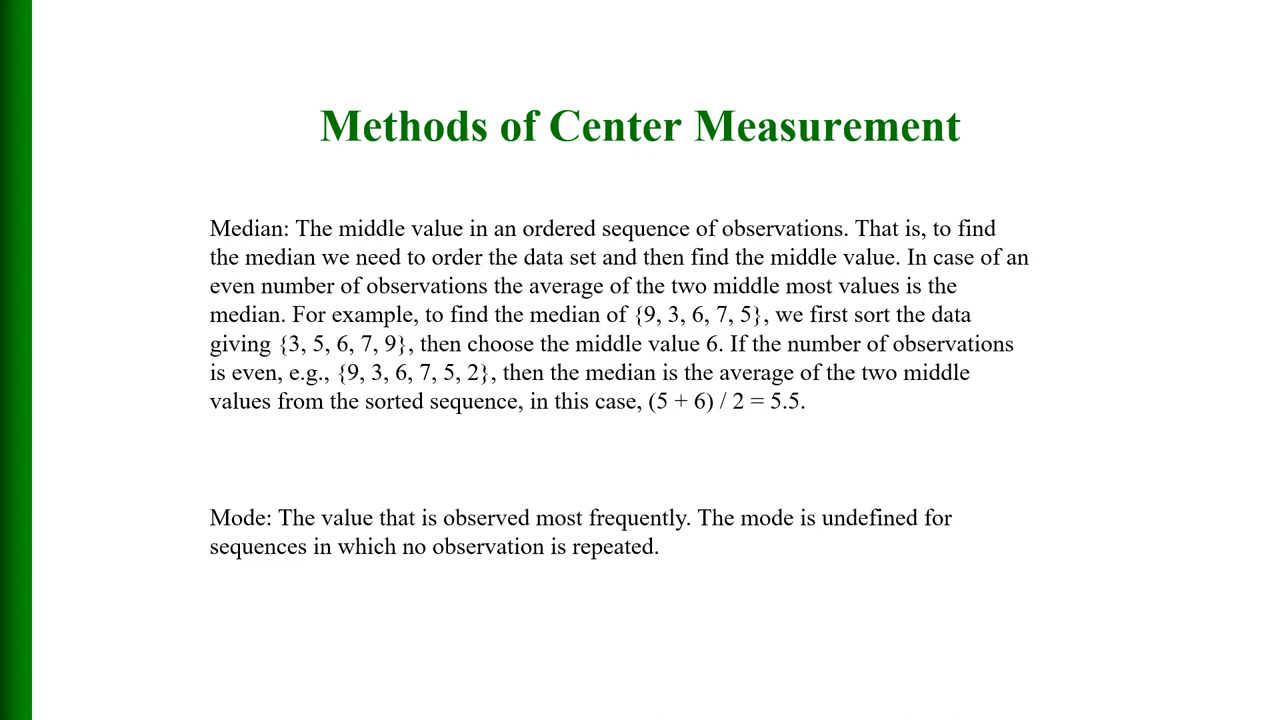 Methods of Center Measurement
Median: The middle value in an ordered sequence of observations. That is, to find
the median we need to order the data set and then find the middle value. In case of an
even number of observations the average of the two middle most values is the
median. For example, to find the median of {9, 3, 6, 7, 5}, we first sort the data
giving {3, 5, 6, 7, 9}, then choose the middle value 6. If the number of observations
is even, e.g., {9, 3, 6, 7, 5, 2}, then the median is the average of the two middle
values from the sorted sequence, in this case, (5 + 6) / 2 = 5.5.
Mode: The value that is observed most frequently. The mode is undefined for
sequences in which no observation is repeated.